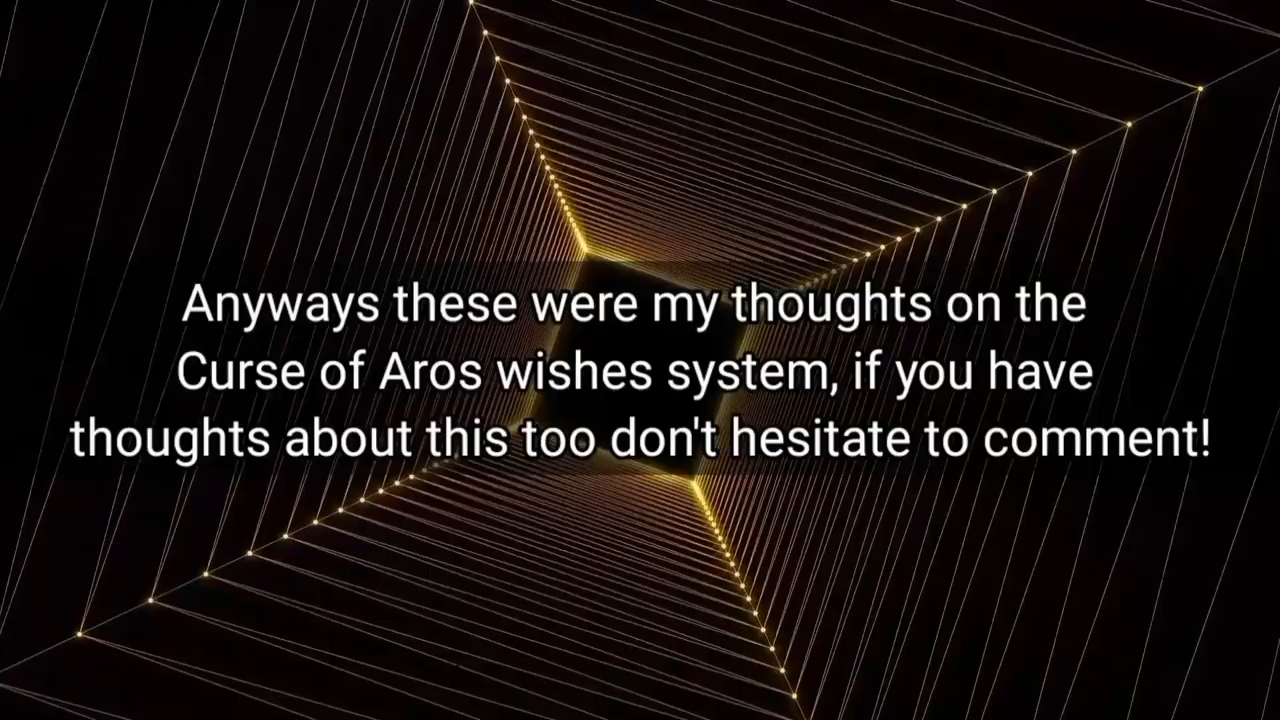 Anyways these were my thoughts on the
Curse of Aros wishes system, if you have
thoughts about this too don't hesitate to comment!